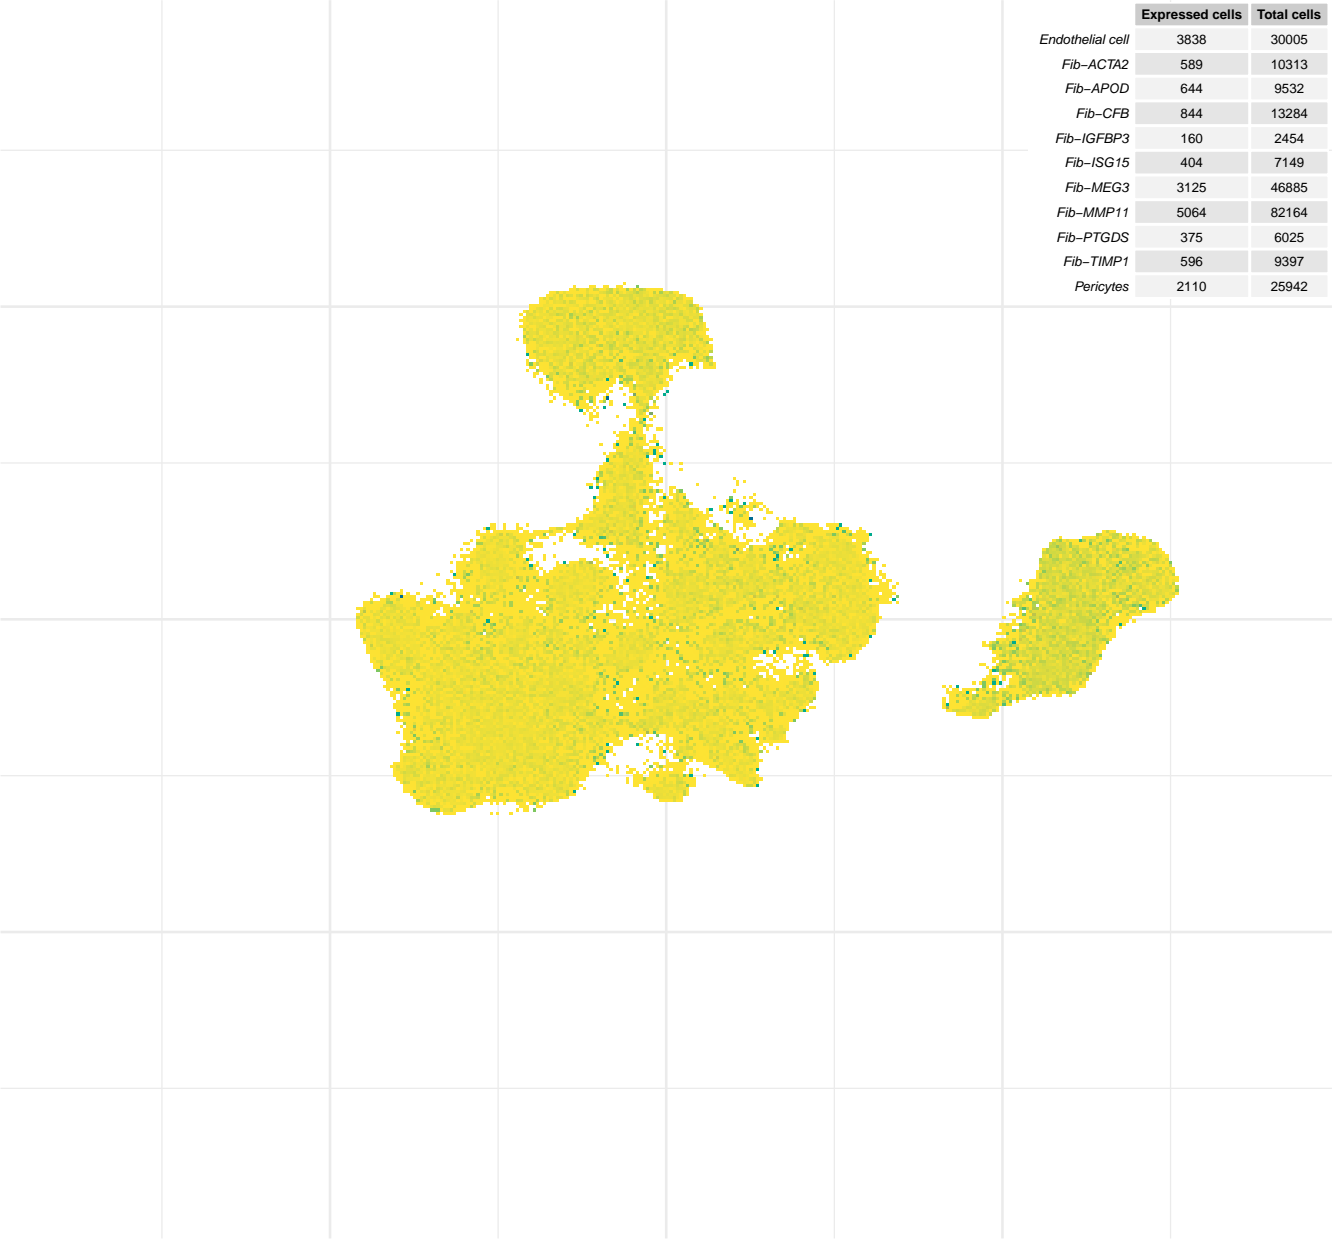 Expressed cells Total cells
Endothelial cell 3838 30005
Fib−ACTA2 589 10313
Fib−APOD 644 9532
Fib−CFB 844 13284
Fib−IGFBP3 160 2454
Fib−ISG15 404 7149
Fib−MEG3 3125 46885
Fib−MMP11 5064 82164
Fib−PTGDS 375 6025
Fib−TIMP1 596 9397
Pericytes 2110 25942